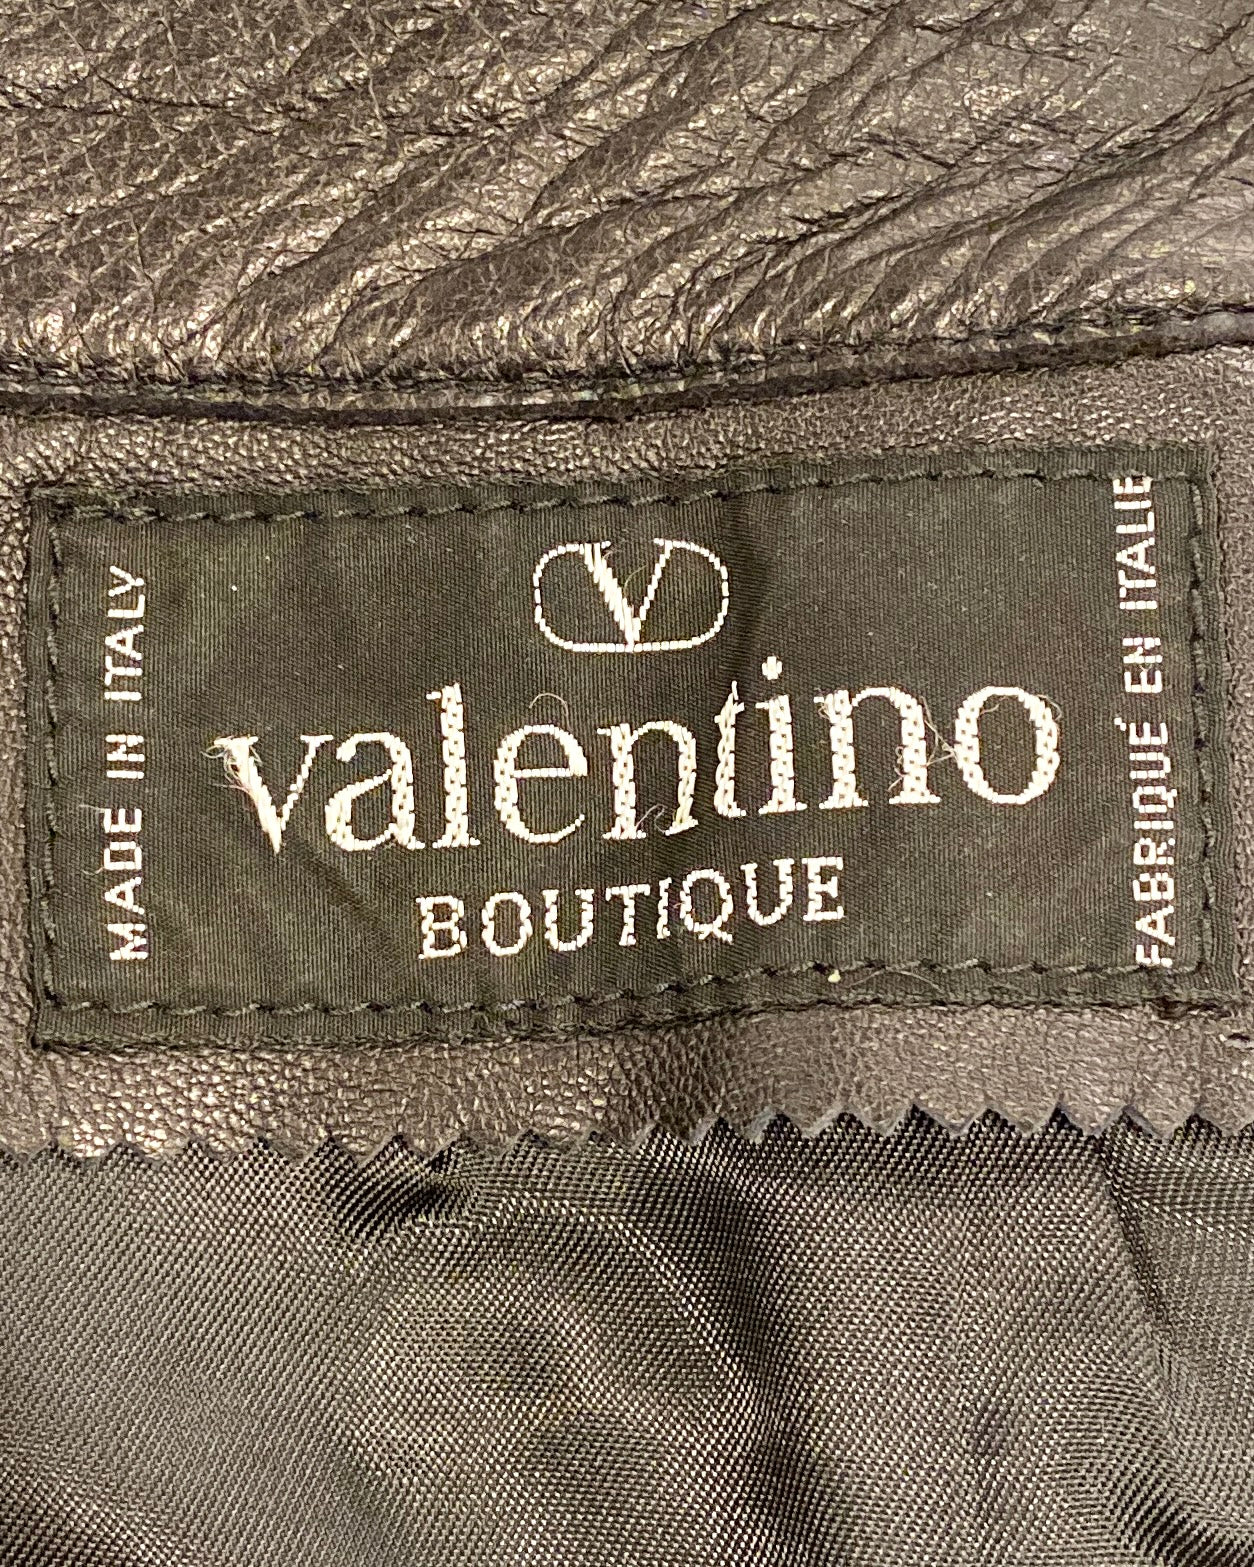 MADE IN ITALY
V
valentino
BOUTIQUE
FABRIQUÉ EN ITALIE